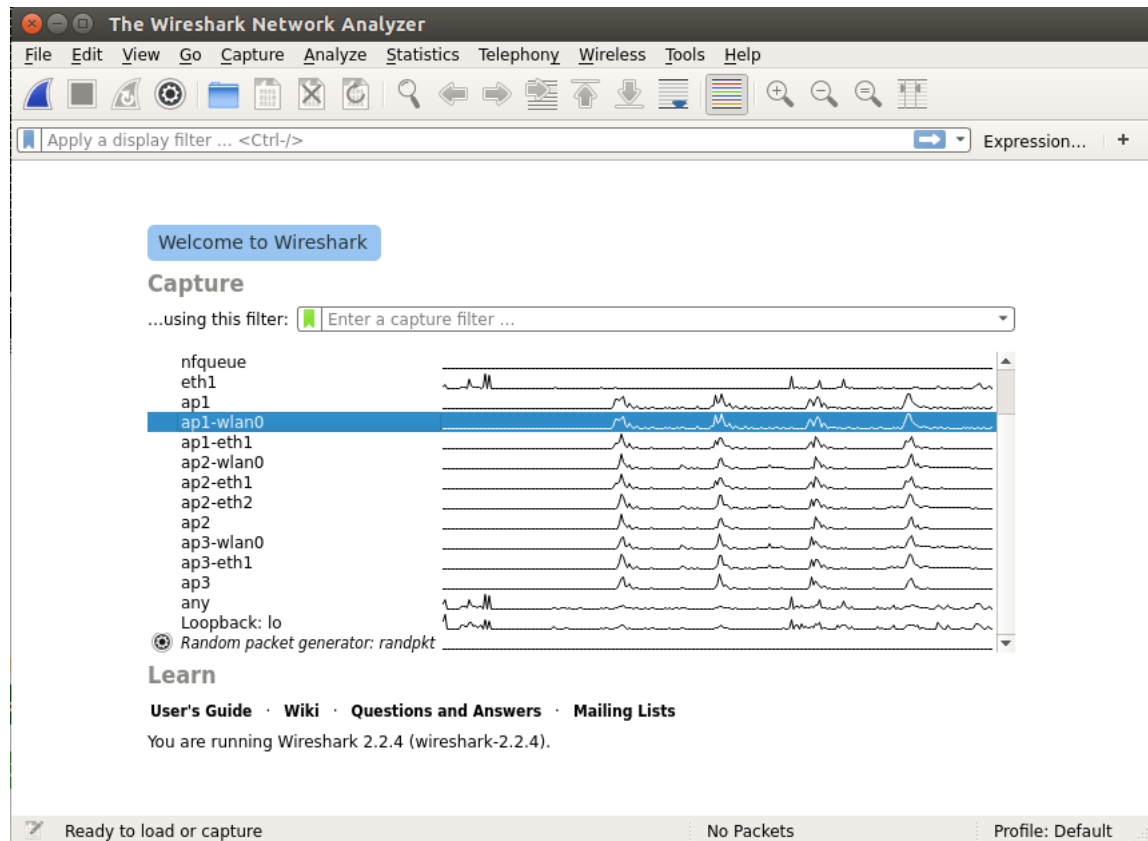 The Wireshark Network Analyzer
File Edit View Go Capture Analyze Statistics Telephony Wireless Tools Help
Apply a display filter ... <Ctrl-/> Expression... +
Welcome to Wireshark
Capture
...using this filter: Enter a capture filter ...
nfqueue
eth1
ap1
ap1-wlan0
ap1-eth1
ap2-wlan0
ap2-eth1
ap2-eth2
ap2
ap3-wlan0
ap3-eth1
ap3
any
Loopback: lo
Random packet generator: randpkt
Learn
User's Guide · Wiki · Questions and Answers · Mailing Lists
You are running Wireshark 2.2.4 (wireshark-2.2.4).
Ready to load or capture No Packets Profile: Default